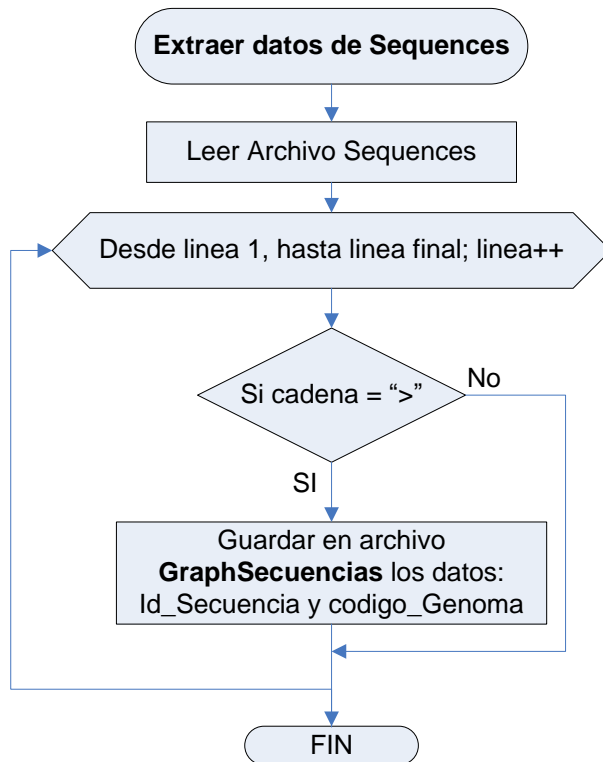 Extraer datos de Sequences
Leer Archivo Sequences
Desde linea 1, hasta linea final; linea++
Si cadena = “>”
No
SI
Guardar en archivo
GraphSecuencias los datos:
Id_Secuencia y codigo_Genoma
FIN